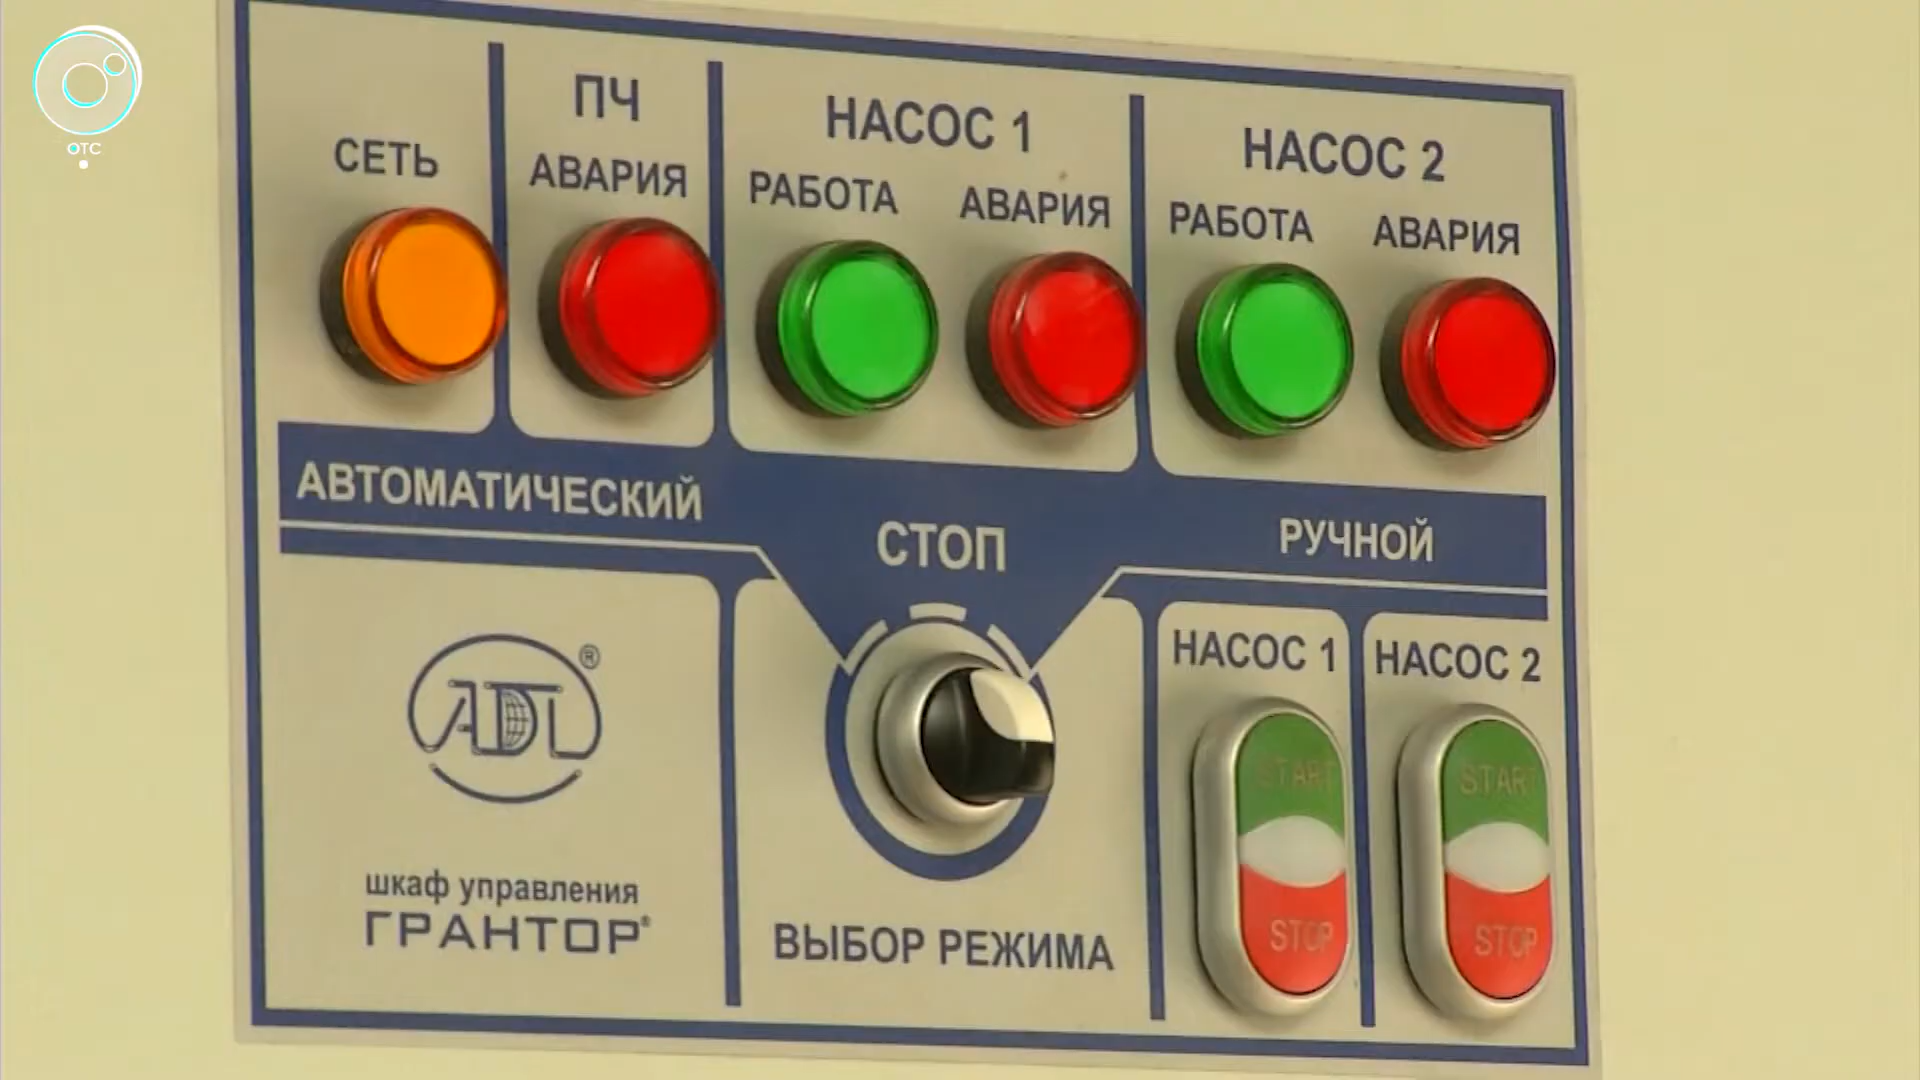 ОТС
СЕТЬ
ПЧ
АВАРИЯ
НАСОС 1
РАБОТА АВАРИЯ
НАСОС 2
РАБОТА АВАРИЯ
АВТОМАТИЧЕСКИЙ
СТОП
РУЧНОЙ
ADL®
шкаф управления
ГРАНТОР®
ВЫБОР РЕЖИМА
НАСОС 1
START
STOP
НАСОС 2
START
STOP